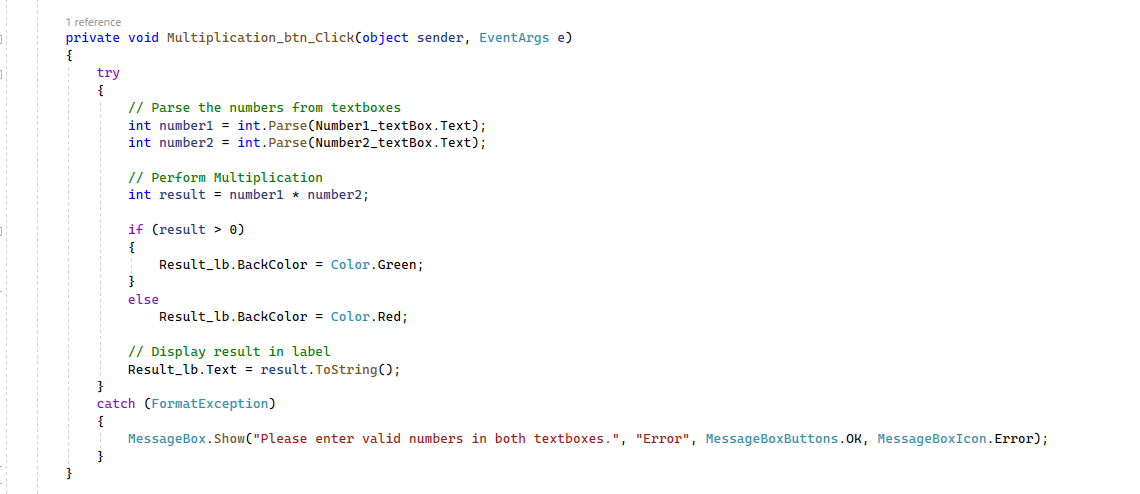 1 reference
private void Multiplication_btn_Click(object sender, EventArgs e)
{
try
{
// Parse the numbers from textboxes
int number1 = int.Parse(Number1_textBox.Text);
int number2 = int.Parse(Number2_textBox.Text);
// Perform Multiplication
int result = number1 * number2;
if (result > 0)
{
Result_lb.BackColor = Color.Green;
}
else
Result_lb.BackColor = Color.Red;
// Display result in label
Result_lb.Text = result.ToString();
}
catch (FormatException)
{
MessageBox.Show("Please enter valid numbers in both textboxes.", "Error", MessageBoxButtons.OK, MessageBoxIcon.Error);
}
}